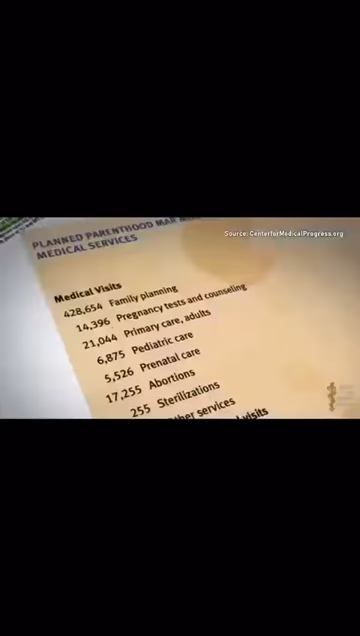 Source: CenterforMedicalProgress.org
PLANNED PARENTHOOD MAR
MEDICAL SERVICES
Medical Visits
428,654 Family planning
14,396 Pregnancy tests and counseling
21,044 Primary care, adults
6,875 Pediatric care
5,526 Prenatal care
17,255 Abortions
255 Sterilizations
services
visits